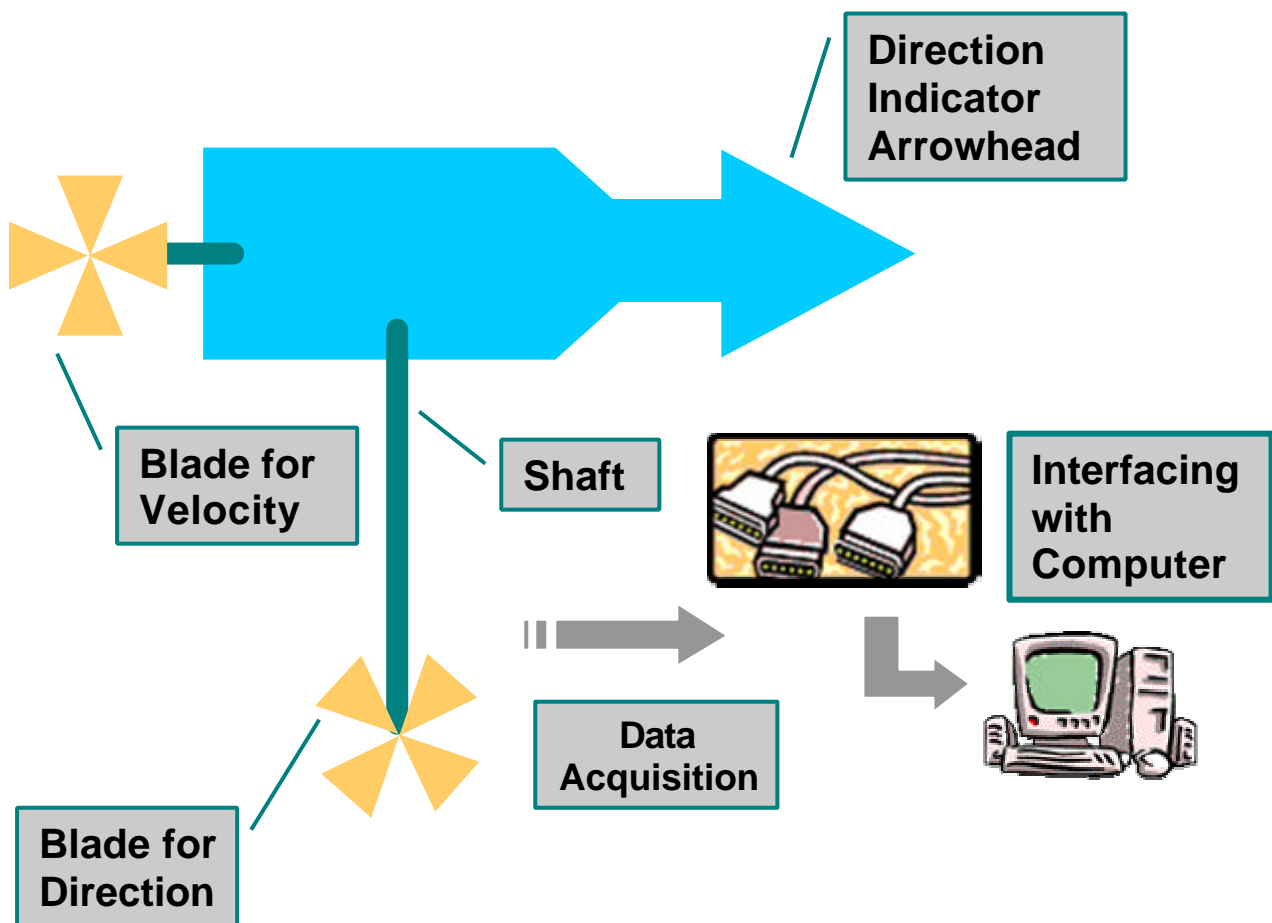 Direction
Indicator
Arrowhead
Blade for
Velocity
Shaft
Interfacing
with
Computer
Data
Acquisition
Blade for
Direction